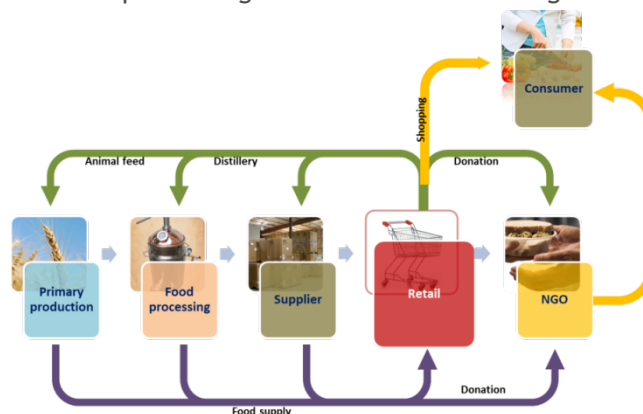 Consumer
Shopping
Animal feed
Distillery
Donation
Primary
production
Food
processing
Supplier
Retail
NGO
Donation
Food supply